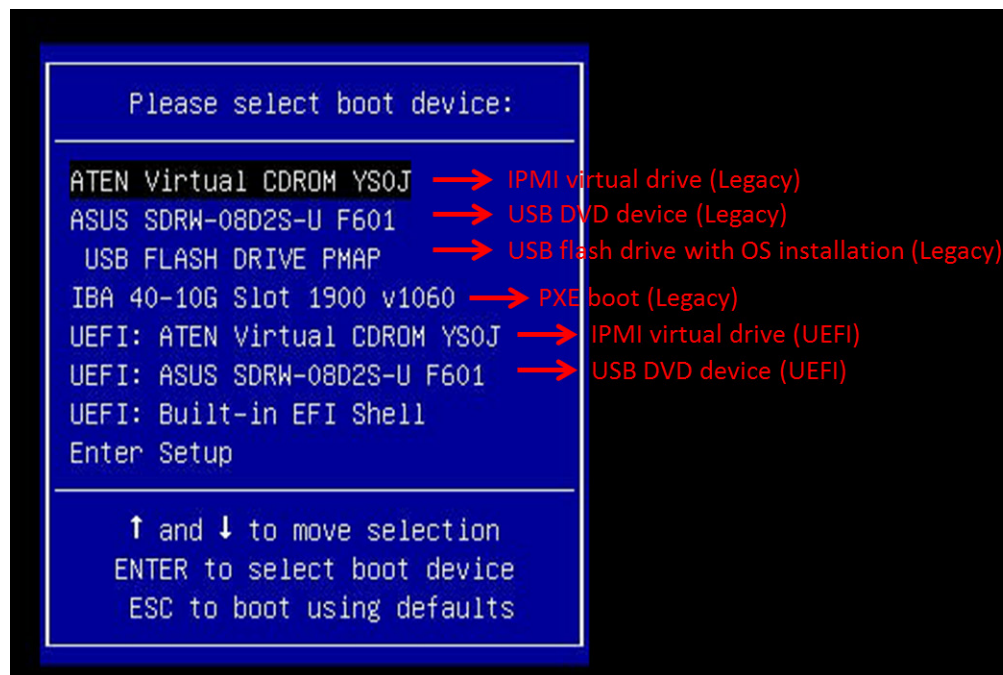 Please select boot device:
ATEN Virtual CDROM YS0J → IPMI virtual drive (Legacy)
ASUS SDRW-08D2S-U F601 → USB DVD device (Legacy)
USB FLASH DRIVE PMAP → USB flash drive with OS installation (Legacy)
IBA 40-10G Slot 1900 v1060 → PXE boot (Legacy)
UEFI: ATEN Virtual CDROM YS0J → IPMI virtual drive (UEFI)
UEFI: ASUS SDRW-08D2S-U F601 → USB DVD device (UEFI)
UEFI: Built-in EFI Shell
Enter Setup
↑ and ↓ to move selection
ENTER to select boot device
ESC to boot using defaults